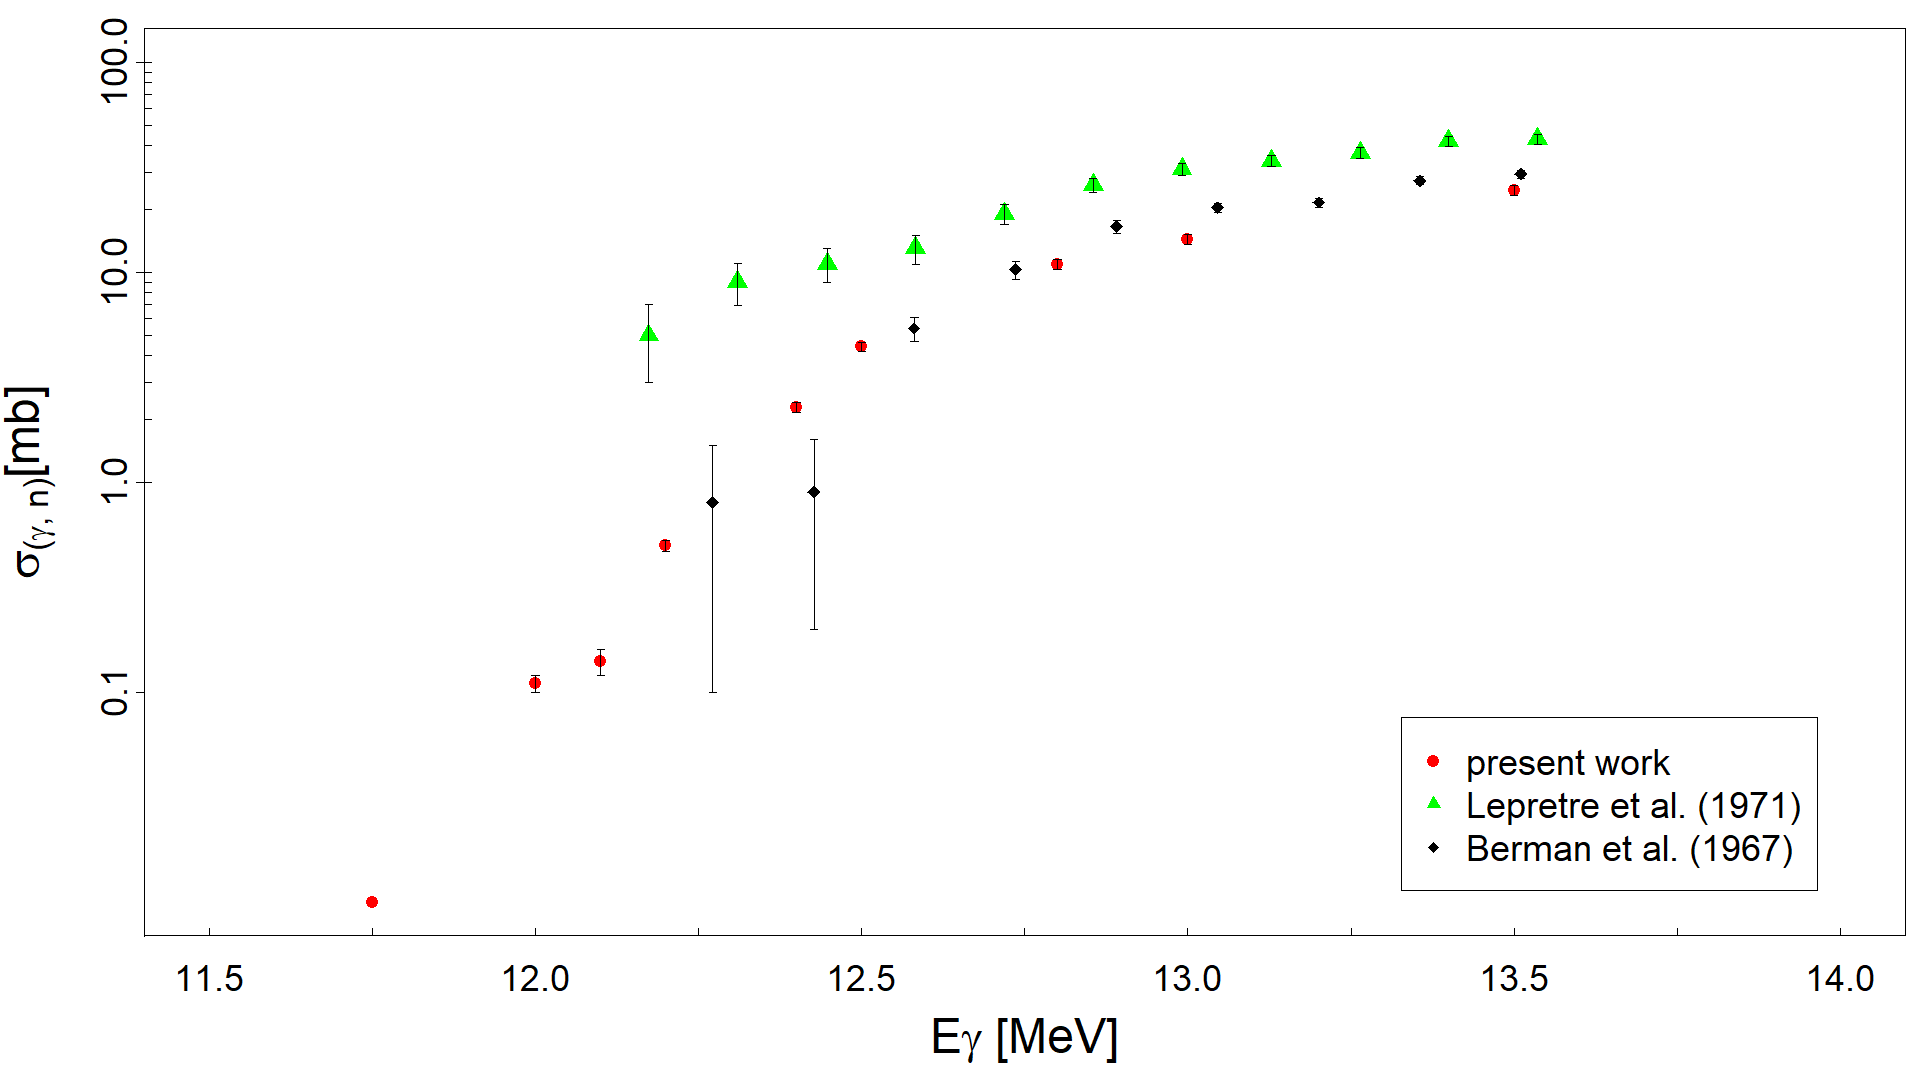 100.0
10.0
1.0
0.1
σ(γ, n)[mb]
present work
Lepretre et al. (1971)
Berman et al. (1967)
11.5 12.0 12.5 13.0 13.5 14.0
Eγ [MeV]